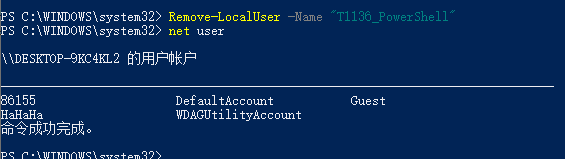 PS C:\WINDOWS\system32> Remove-LocalUser -Name "T1136_PowerShell"
PS C:\WINDOWS\system32> net user
\\DESKTOP-9KC4KL2 的用户帐户
86155 DefaultAccount Guest
HaHaHa WDAGUtilityAccount
命令成功完成。
PS C:\WINDOWS\system32>